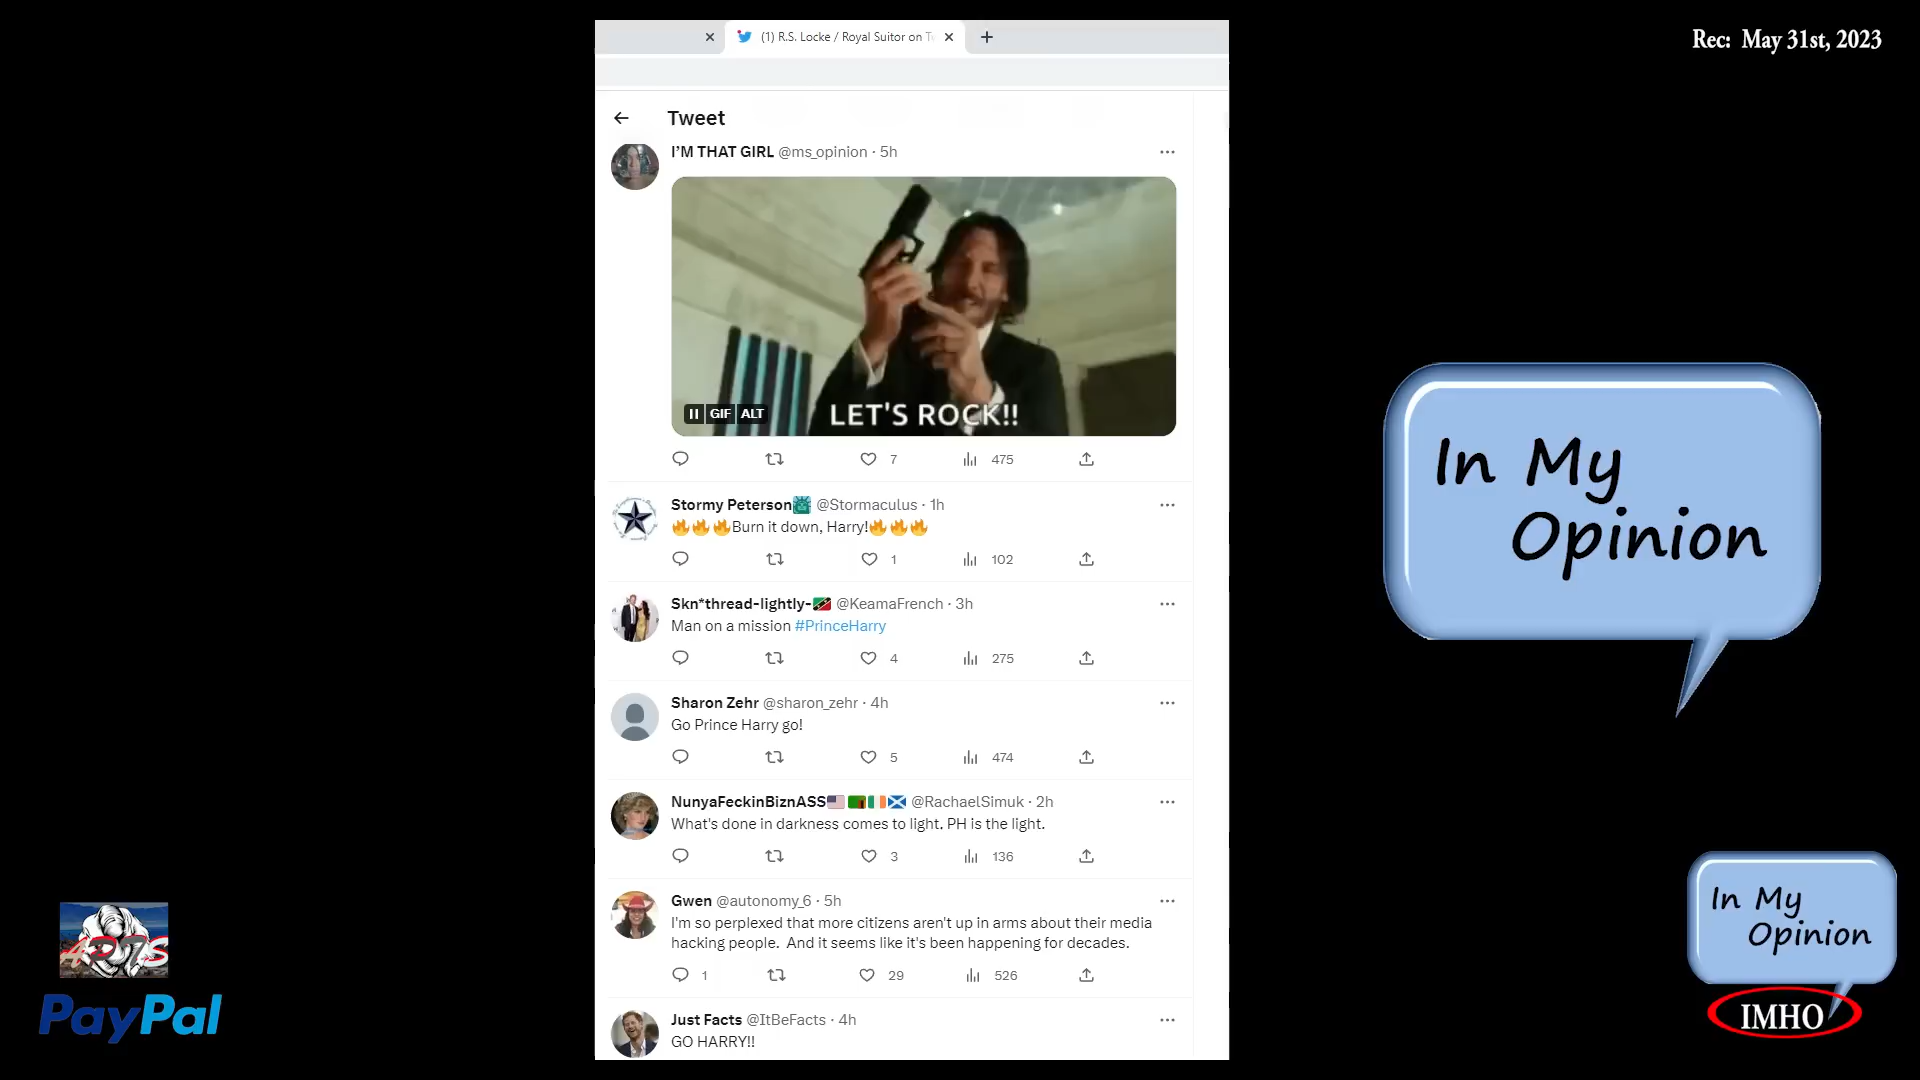 (1) R.S. Locke / Royal Suitor on T
Rec: May 31st, 2023
Tweet
I'M THAT GIRL @ms_opinion · 5h
GIF ALT
LET'S ROCK!!
7 475
Stormy Peterson @Stormaculus · 1h
🔥🔥🔥Burn it down, Harry!🔥🔥🔥
1 102
Skn*thread-lightly-🇰🇳 @KeamaFrench · 3h
Man on a mission #PrinceHarry
4 275
Sharon Zehr @sharon_zehr · 4h
Go Prince Harry go!
5 474
NunyaFeckinBiznASS @RachaelSimuk · 2h
What's done in darkness comes to light. PH is the light.
3 136
Gwen @autonomy_6 · 5h
I'm so perplexed that more citizens aren't up in arms about their media
hacking people. And it seems like it's been happening for decades.
1 29 526
Just Facts @ItBeFacts · 4h
GO HARRY!!
In My
Opinion
In My
Opinion
IMHO
PayPal